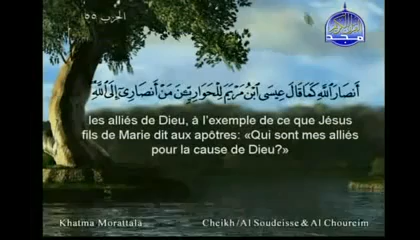 الحزب ٥٥
أَنصَارَ اللَّهِ كَمَا قَالَ عِيسَى ابْنُ مَرْيَمَ لِلْحَوَارِيِّينَ مَنْ أَنصَارِي إِلَى اللَّهِ
les alliés de Dieu, à l'exemple de ce que Jésus
fils de Marie dit aux apôtres: «Qui sont mes alliés
pour la cause de Dieu?»
Khatma Morattala
Cheikh/Al Soudeisse & Al Choureim